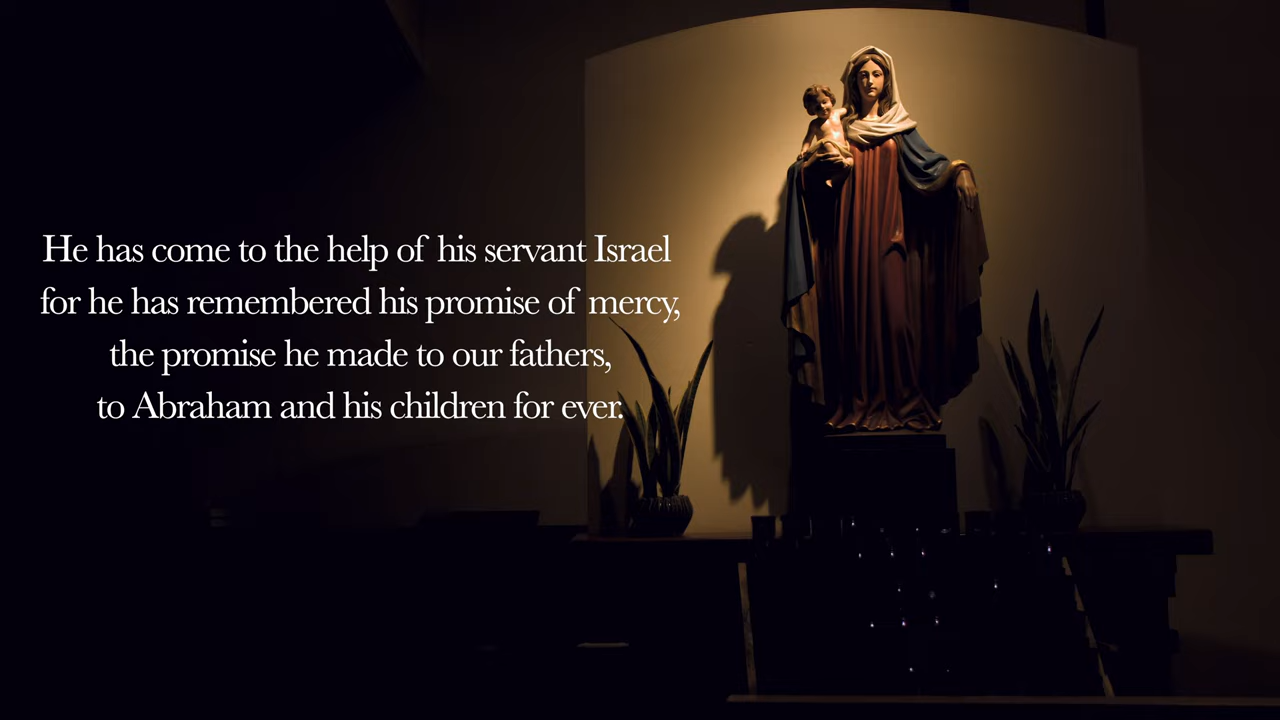 He has come to the help of his servant Israel
for he has remembered his promise of mercy,
the promise he made to our fathers,
to Abraham and his children for ever.